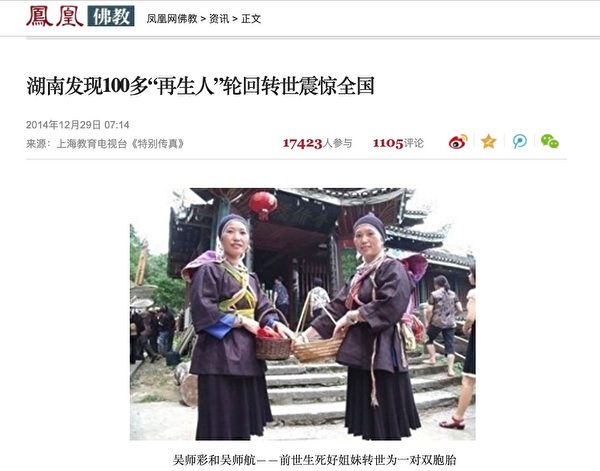 鳳凰 佛教 凤凰网佛教 > 资讯 > 正文
湖南发现100多“再生人”轮回转世震惊全国
2014年12月29日 07:14
来源：上海教育电视台《特别传真》 17423人参与 1105评论
吴师彩和吴师航－－前世生死好姐妹转世为一对双胞胎